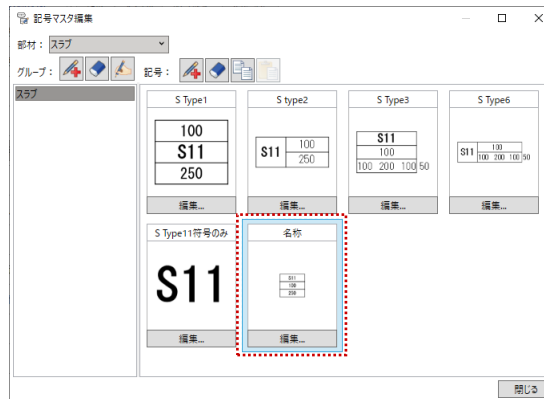 記号マスタ編集
部材： スラブ
グループ： 記号：
スラブ
S Type1
100
S11
250
編集...
S type2
S11 100
250
編集...
S Type3
S11
100
100 200 100 50
編集...
S Type6
S11 100
100 200 100 50
編集...
S Type11符号のみ
S11
編集...
名称
S11
100
250
編集...
閉じる